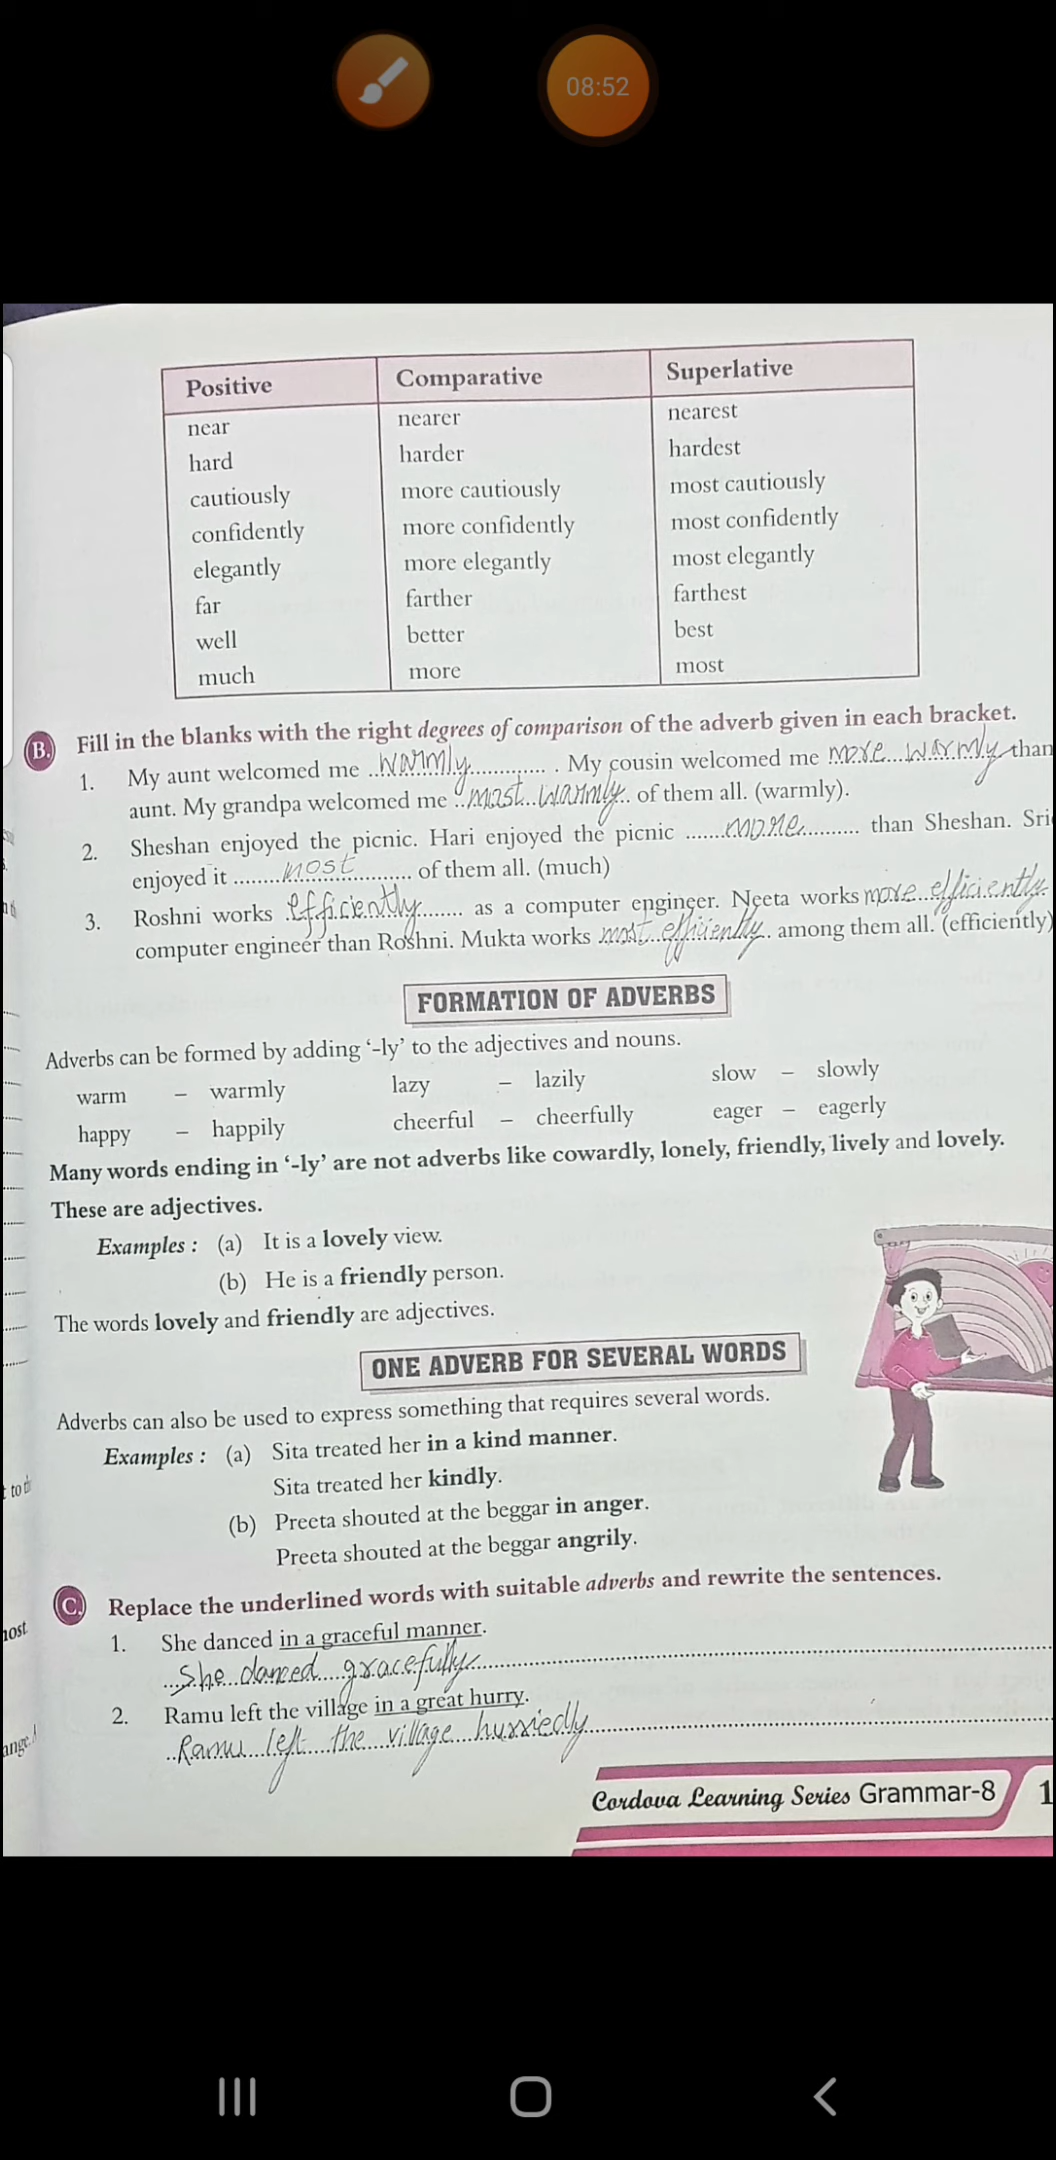 08:52
Positive Comparative Superlative
near nearer nearest
hard harder hardest
cautiously more cautiously most cautiously
confidently more confidently most confidently
elegantly more elegantly most elegantly
far farther farthest
well better best
much more most
B. Fill in the blanks with the right degrees of comparison of the adverb given in each bracket.
1. My aunt welcomed me warmly. My cousin welcomed me more warmly than
aunt. My grandpa welcomed me most warmly of them all. (warmly).
2. Sheshan enjoyed the picnic. Hari enjoyed the picnic more than Sheshan. Sri
enjoyed it most of them all. (much)
3. Roshni works efficiently as a computer engineer. Neeta works more efficiently
computer engineer than Roshni. Mukta works most efficiently among them all. (efficiently)
FORMATION OF ADVERBS
Adverbs can be formed by adding ‘-ly’ to the adjectives and nouns.
warm – warmly lazy – lazily slow – slowly
happy – happily cheerful – cheerfully eager – eagerly
Many words ending in ‘-ly’ are not adverbs like cowardly, lonely, friendly, lively and lovely.
These are adjectives.
Examples : (a) It is a lovely view.
(b) He is a friendly person.
The words lovely and friendly are adjectives.
ONE ADVERB FOR SEVERAL WORDS
Adverbs can also be used to express something that requires several words.
Examples : (a) Sita treated her in a kind manner.
Sita treated her kindly.
(b) Preeta shouted at the beggar in anger.
Preeta shouted at the beggar angrily.
C. Replace the underlined words with suitable adverbs and rewrite the sentences.
1. She danced in a graceful manner.
She danced gracefully
2. Ramu left the village in a great hurry.
Ramu left the village hurriedly
Cordova Learning Series Grammar-8 1